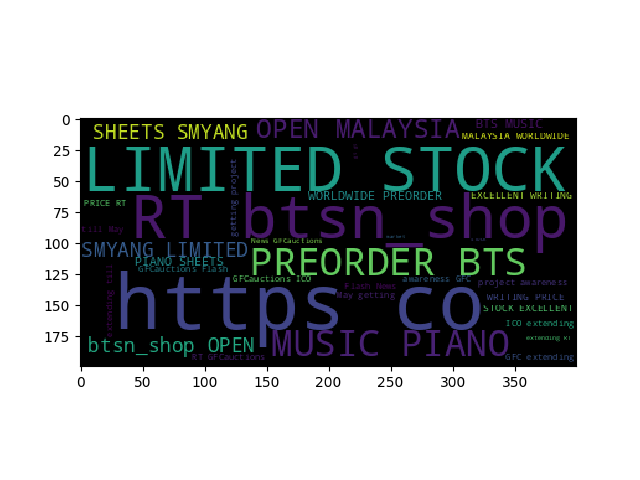 SHEETS SMYANG
OPEN MALAYSIA
BTS MUSIC
MALAYSIA WORLDWIDE
LIMITED STOCK
getting project
WORLDWIDE PREORDER
EXCELLENT WRITING
PRICE RT
RT btsn_shop
till May
SMYANG LIMITED
News GFCauctions
PREORDER BTS
PIANO SHEETS
GFCauctions Flash
GFCauctions ICO
awareness GFC
project awareness
extending till
https co
Flash News
May getting
WRITING PRICE
STOCK EXCELLENT
ICO extending
btsn_shop OPEN
MUSIC PIANO
extending RT
RT GFCauctions
GFC extending
0
25
50
75
100
125
150
175
0 50 100 150 200 250 300 350